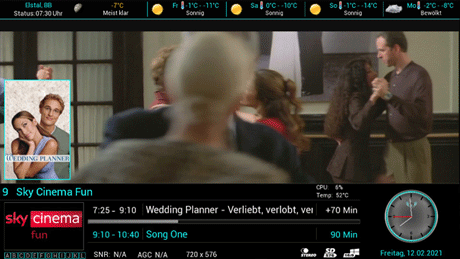 Elstal, BB
Status: 07:30 Uhr
-7°C
Meist klar
Fr -1°C - -11°C
Sonnig
Sa 0°C - -10°C
Sonnig
So -1°C - -14°C
Sonnig
Mo -2°C - -8°C
Bewölkt
WEDDING PLANNER
9 Sky Cinema Fun
CPU: 6%
Temp: 52°C
sky cinema
fun
7:25 - 9:10 Wedding Planner - Verliebt, verlobt, ver
+70 Min
9:10 - 10:40 Song One
90 Min
SNR: N/A AGC N/A 720 x 576
STEREO SD
Freitag, 12.02.2021